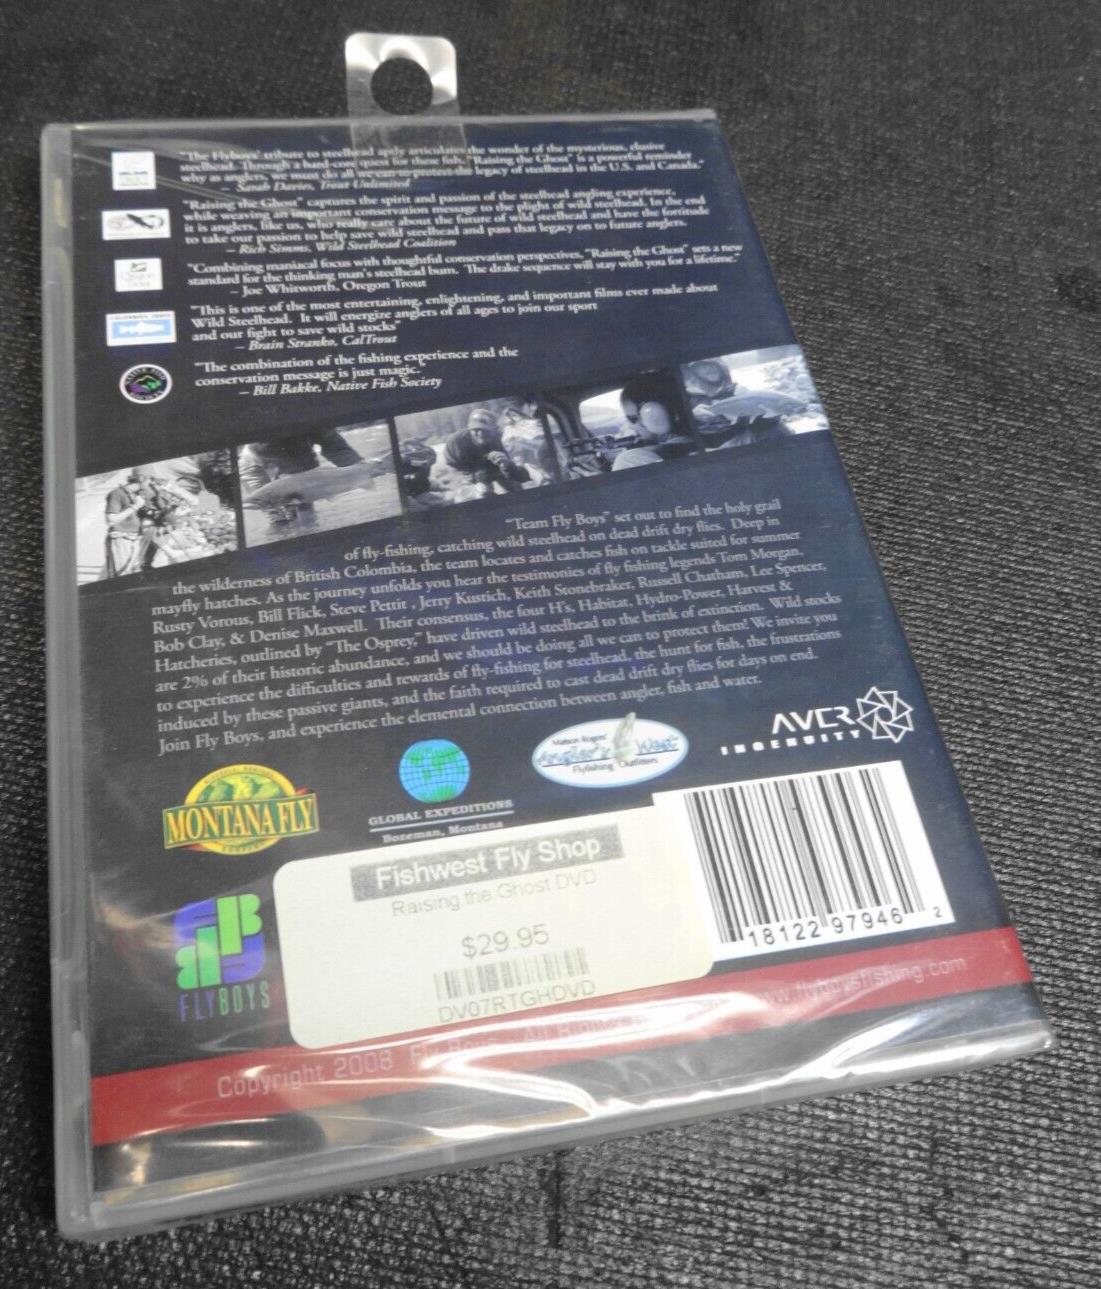 "The Flyboys' tribute to steelhead aptly articulates the wonder of the mysterious, elusive
steelhead. Through a hard-core quest for these fish, "Raising the Ghost" is a powerful reminder
why as anglers, we must do all we can to protect the legacy of steelhead in the U.S. and Canada."
– Sarah Davies, Trout Unlimited
"Raising the Ghost" captures the spirit and passion of the steelhead angling experience,
while weaving an important conservation message to the plight of wild steelhead. In the end
it is anglers, like us, who really care about the future of wild steelhead and have the fortitude
to take our passion to help save wild steelhead and pass that legacy on to future anglers.
– Rich Simms, Wild Steelhead Coalition
"Combining maniacal focus with thoughtful conservation perspectives, "Raising the Ghost" sets a new
standard for the thinking man's steelhead bum. The drake sequence will stay with you for a lifetime."
– Joe Whitworth, Oregon Trout
"This is one of the most entertaining, enlightening, and important films ever made about
Wild Steelhead. It will energize anglers of all ages to join our sport
and our fight to save wild stocks"
– Brain Stranko, CalTrout
"The combination of the fishing experience and the
conservation message is just magic.
– Bill Bakke, Native Fish Society
"Team Fly Boys" set out to find the holy grail
of fly-fishing, catching wild steelhead on dead drift dry flies. Deep in
the wilderness of British Colombia, the team locates and catches fish on tackle suited for summer
mayfly hatches. As the journey unfolds you hear the testimonies of fly fishing legends Tom Morgan,
Rusty Vorous, Bill Flick, Steve Pettit , Jerry Kustich, Keith Stonebraker, Russell Chatham, Lee Spencer,
Bob Clay, & Denise Maxwell. Their consensus, the four H's, Habitat, Hydro-Power, Harvest &
Hatcheries, outlined by "The Osprey," have driven wild steelhead to the brink of extinction. Wild stocks
are 2% of their historic abundance, and we should be doing all we can to protect them! We invite you
to experience the difficulties and rewards of fly-fishing for steelhead, the hunt for fish, the frustrations
induced by these passive giants, and the faith required to cast dead drift dry flies for days on end.
Join Fly Boys, and experience the elemental connection between angler, fish and water.
AVER
INGENUITY
Matson Rogers'
Angler's West
Flyfishing Outfitters
GLOBAL EXPEDITIONS
Bozeman, Montana
MONTANA FLY
COMPANY
Fishwest Fly Shop
Raising the Ghost DVD
$29.95
DV07RTGHDVD
18122 97946 2
FLYBOYS
Copyright 2008 Fly Boys - All Rights www.flyboysfishing.com